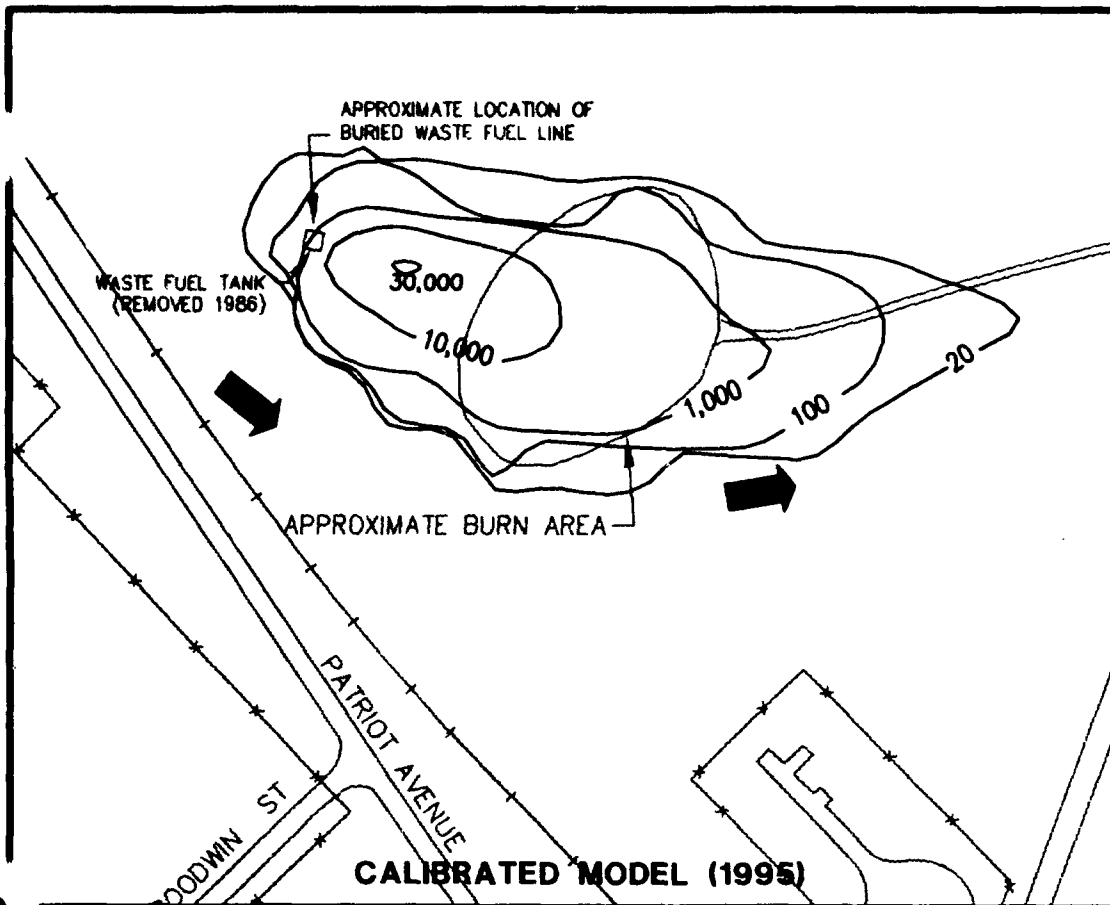 APPROXIMATE LOCATION OF
BURIED WASTE FUEL LINE
WASTE FUEL TANK
(REMOVED 1986)
30,000
10,000
1,000
100
20
APPROXIMATE BURN AREA
PATRIOT AVENUE
GOODWIN ST
CALIBRATED MODEL (1995)